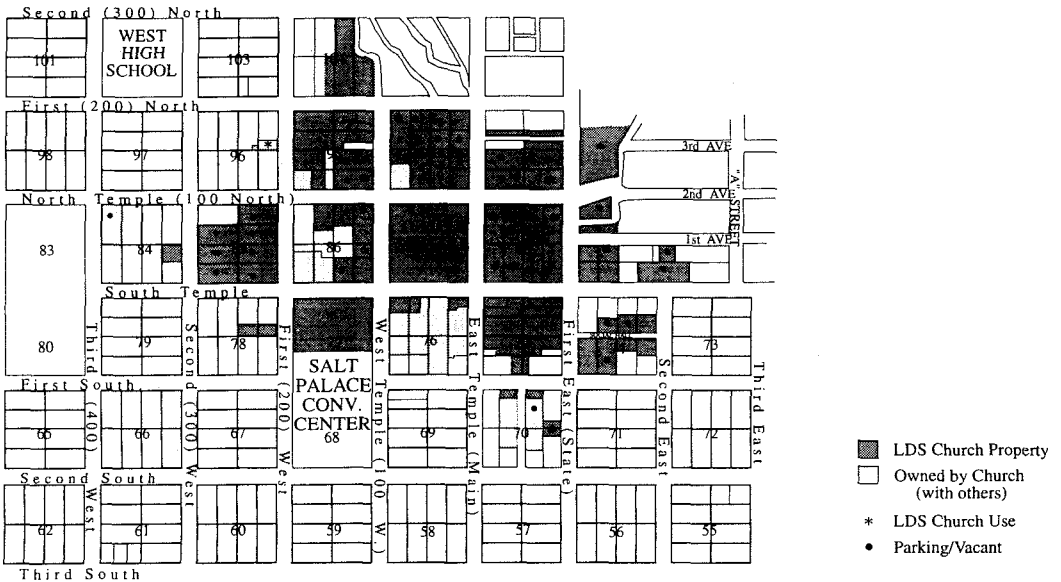 Second (300) North
WEST
HIGH
SCHOOL
101
103
First (200) North
98
97
96
*
3rd AVE
2nd AVE
"A" STREET
1st AVE
North Temple (100 North)
83
84
86
South Temple
80
79
78
76
73
First South
SALT
PALACE
CONV.
CENTER
68
65
66
67
69
70
71
72
Third (400) West
Second (300) West
First (200) West
West Temple (100 W.)
East Temple (Main)
First East (State)
Second East
Third East
Second South
62
61
60
59
58
57
56
55
Third South
LDS Church Property
Owned by Church
(with others)
* LDS Church Use
• Parking/Vacant